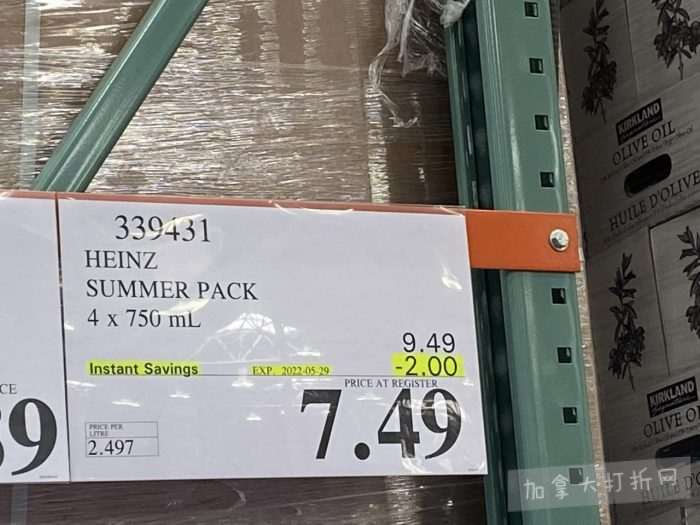 339431
HEINZ
SUMMER PACK
4 x 750 mL
9.49
Instant Savings EXP. 2022-05-29 -2.00
PRICE AT REGISTER
7.49
PRICE PER
LITRE
2.497
CE
89
KIRKLAND
OLIVE OIL
HUILE D'OLIVE
KIRKLAND
OLIVE OI
HUILE D'O
加拿大打折网